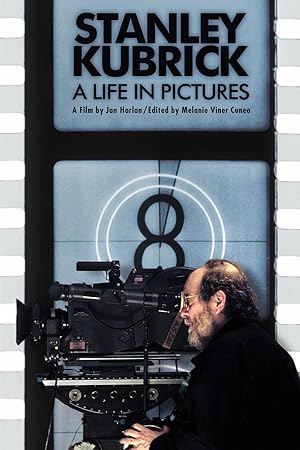 STANLEY
KUBRICK
A LIFE IN PICTURES
A Film by Jan Harlan/Edited by Melanie Viner Cuneo
8